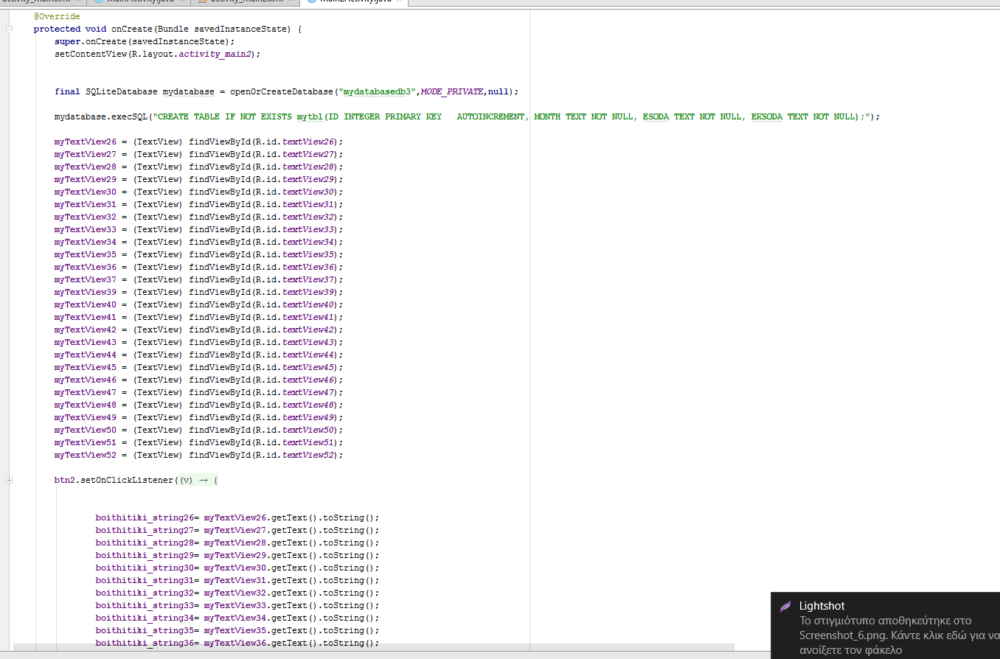 @Override
protected void onCreate(Bundle savedInstanceState) {
super.onCreate(savedInstanceState);
setContentView(R.layout.activity_main2);
final SQLiteDatabase mydatabase = openOrCreateDatabase("mydatabasedb3",MODE_PRIVATE,null);
mydatabase.execSQL("CREATE TABLE IF NOT EXISTS mytbl(ID INTEGER PRIMARY KEY   AUTOINCREMENT, MONTH TEXT NOT NULL, ESODA TEXT NOT NULL, EKSODA TEXT NOT NULL);");
myTextView26 = (TextView) findViewById(R.id.textView26);
myTextView27 = (TextView) findViewById(R.id.textView27);
myTextView28 = (TextView) findViewById(R.id.textView28);
myTextView29 = (TextView) findViewById(R.id.textView29);
myTextView30 = (TextView) findViewById(R.id.textView30);
myTextView31 = (TextView) findViewById(R.id.textView31);
myTextView32 = (TextView) findViewById(R.id.textView32);
myTextView33 = (TextView) findViewById(R.id.textView33);
myTextView34 = (TextView) findViewById(R.id.textView34);
myTextView35 = (TextView) findViewById(R.id.textView35);
myTextView36 = (TextView) findViewById(R.id.textView36);
myTextView37 = (TextView) findViewById(R.id.textView37);
myTextView39 = (TextView) findViewById(R.id.textView39);
myTextView40 = (TextView) findViewById(R.id.textView40);
myTextView41 = (TextView) findViewById(R.id.textView41);
myTextView42 = (TextView) findViewById(R.id.textView42);
myTextView43 = (TextView) findViewById(R.id.textView43);
myTextView44 = (TextView) findViewById(R.id.textView44);
myTextView45 = (TextView) findViewById(R.id.textView45);
myTextView46 = (TextView) findViewById(R.id.textView46);
myTextView47 = (TextView) findViewById(R.id.textView47);
myTextView48 = (TextView) findViewById(R.id.textView48);
myTextView49 = (TextView) findViewById(R.id.textView49);
myTextView50 = (TextView) findViewById(R.id.textView50);
myTextView51 = (TextView) findViewById(R.id.textView51);
myTextView52 = (TextView) findViewById(R.id.textView52);
btn2.setOnClickListener((v) → {
boithitiki_string26= myTextView26.getText().toString();
boithitiki_string27= myTextView27.getText().toString();
boithitiki_string28= myTextView28.getText().toString();
boithitiki_string29= myTextView29.getText().toString();
boithitiki_string30= myTextView30.getText().toString();
boithitiki_string31= myTextView31.getText().toString();
boithitiki_string32= myTextView32.getText().toString();
boithitiki_string33= myTextView33.getText().toString();
boithitiki_string34= myTextView34.getText().toString();
boithitiki_string35= myTextView35.getText().toString();
boithitiki_string36= myTextView36.getText().toString();
Lightshot
Το στιγμιότυπο αποθηκεύτηκε στο
Screenshot_6.png. Κάντε κλικ εδώ για να
ανοίξετε τον φάκελο